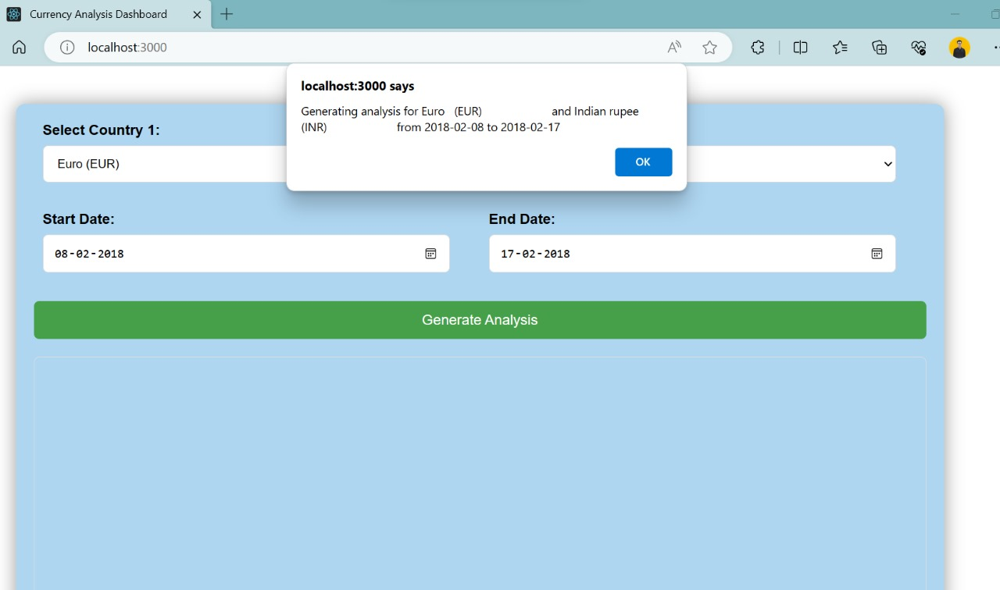 Currency Analysis Dashboard
localhost:3000
localhost:3000 says
Generating analysis for Euro (EUR) and Indian rupee
(INR) from 2018-02-08 to 2018-02-17
OK
Select Country 1:
Euro (EUR)
Start Date:
End Date:
08-02-2018
17-02-2018
Generate Analysis